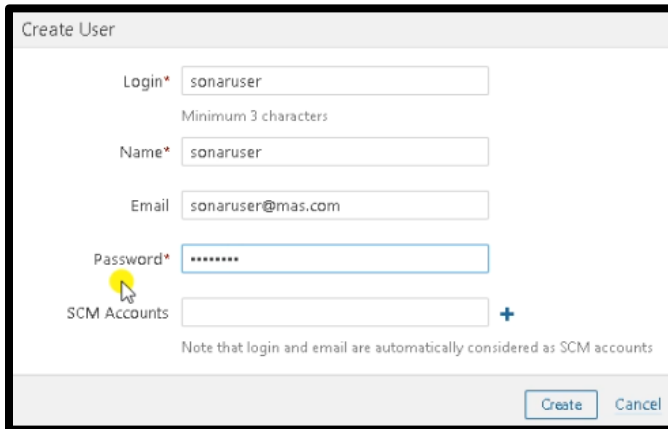 Create User
Login* sonaruser
Minimum 3 characters
Name* sonaruser
Email sonaruser@mas.com
Password* ••••••••
SCM Accounts +
Note that login and email are automatically considered as SCM accounts
Create Cancel